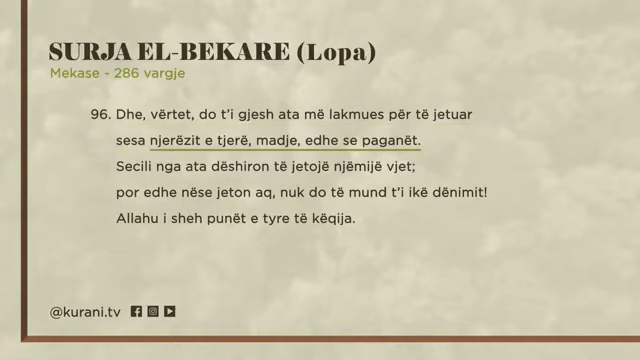 SURJA EL-BEKARE (Lopa)
Mekase - 286 vargje
96. Dhe, vërtet, do t’i gjesh ata më lakmues për të jetuar
sesa njerëzit e tjerë, madje, edhe se paganët.
Secili nga ata dëshiron të jetojë njëmijë vjet;
por edhe nëse jeton aq, nuk do të mund t’i ikë dënimit!
Allahu i sheh punët e tyre të këqija.
@kurani.tv